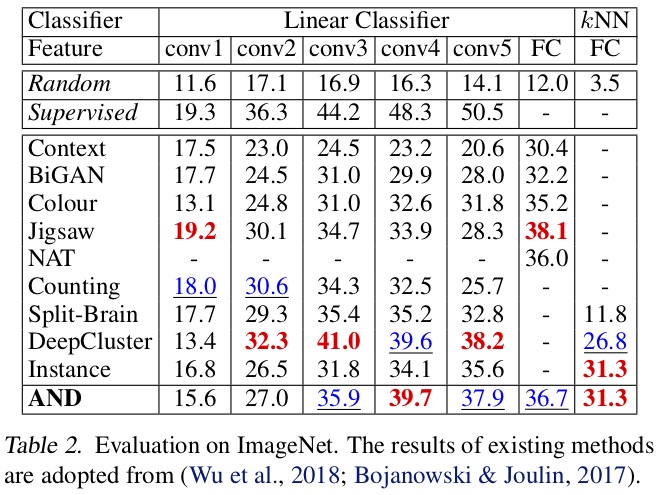 Classifier Linear Classifier kNN
Feature conv1 conv2 conv3 conv4 conv5 FC FC
Random 11.6 17.1 16.9 16.3 14.1 12.0 3.5
Supervised 19.3 36.3 44.2 48.3 50.5 - -
Context 17.5 23.0 24.5 23.2 20.6 30.4 -
BiGAN 17.7 24.5 31.0 29.9 28.0 32.2 -
Colour 13.1 24.8 31.0 32.6 31.8 35.2 -
Jigsaw 19.2 30.1 34.7 33.9 28.3 38.1 -
NAT - - - - - 36.0 -
Counting 18.0 30.6 34.3 32.5 25.7 - -
Split-Brain 17.7 29.3 35.4 35.2 32.8 - 11.8
DeepCluster 13.4 32.3 41.0 39.6 38.2 - 26.8
Instance 16.8 26.5 31.8 34.1 35.6 - 31.3
AND 15.6 27.0 35.9 39.7 37.9 36.7 31.3
Table 2. Evaluation on ImageNet. The results of existing methods
are adopted from (Wu et al., 2018; Bojanowski & Joulin, 2017).